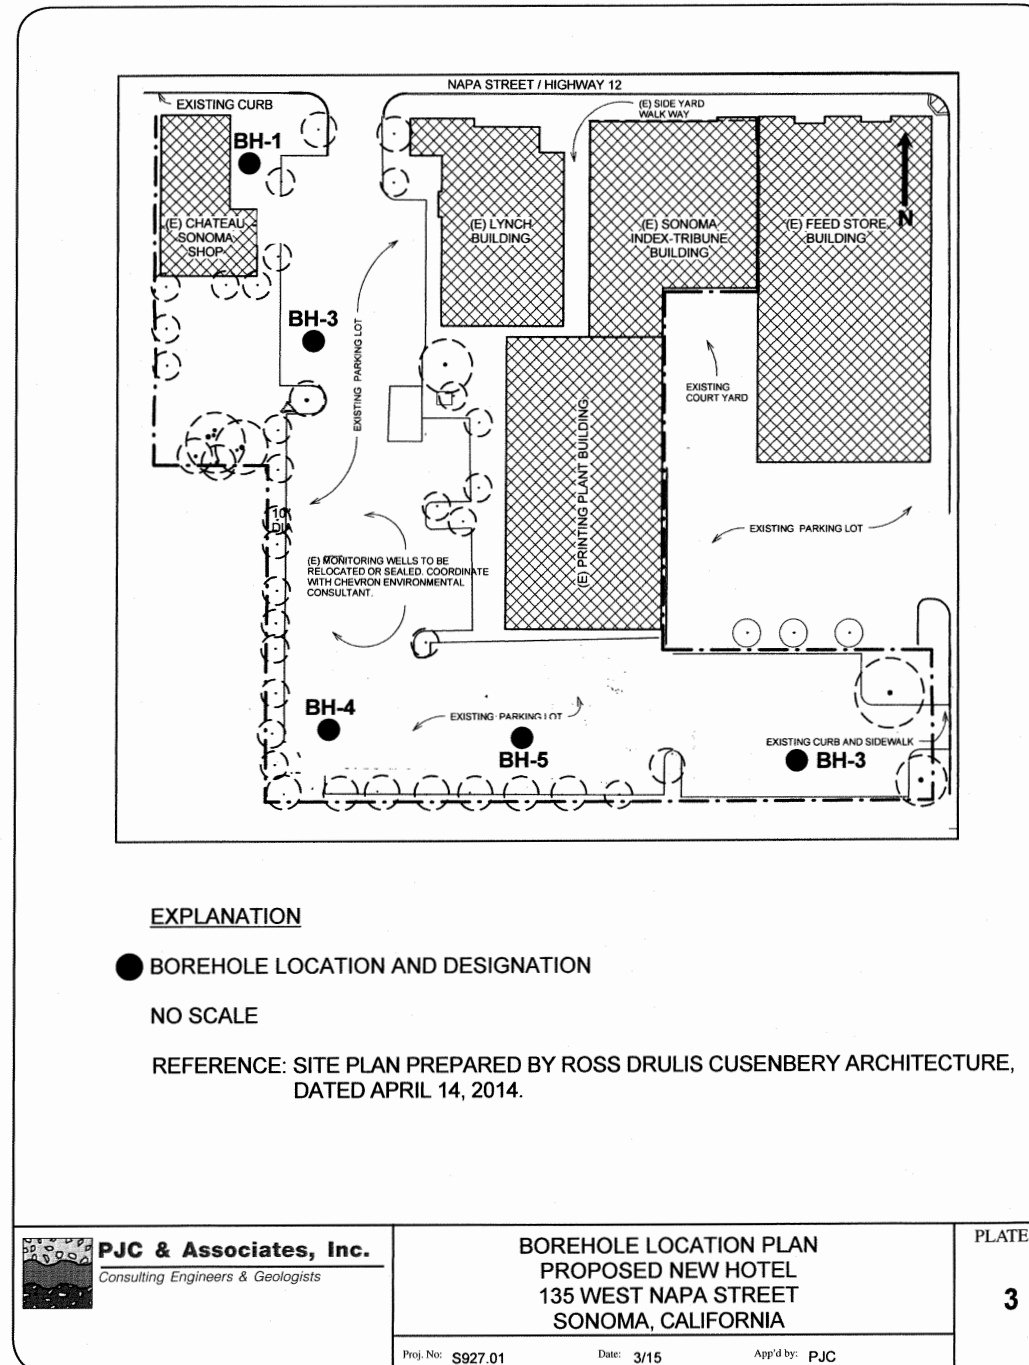 NAPA STREET / HIGHWAY 12
EXISTING CURB
(E) SIDE YARD
WALK WAY
BH-1
N
(E) CHATEAU
SONOMA
SHOP
(E) LYNCH
BUILDING
(E) SONOMA
INDEX-TRIBUNE
BUILDING
(E) FEED STORE
BUILDING
BH-3
EXISTING PARKING LOT
EXISTING
COURT YARD
(E) PRINTING PLANT BUILDING
10"
DIA
EXISTING PARKING LOT
(E) MONITORING WELLS TO BE
RELOCATED OR SEALED. COORDINATE
WITH CHEVRON ENVIRONMENTAL
CONSULTANT.
BH-4
EXISTING PARKING LOT
BH-5
EXISTING CURB AND SIDEWALK
BH-3
EXPLANATION
BOREHOLE LOCATION AND DESIGNATION
NO SCALE
REFERENCE: SITE PLAN PREPARED BY ROSS DRULIS CUSENBERY ARCHITECTURE,
DATED APRIL 14, 2014.
PJC & Associates, Inc.
Consulting Engineers & Geologists
BOREHOLE LOCATION PLAN
PROPOSED NEW HOTEL
135 WEST NAPA STREET
SONOMA, CALIFORNIA
PLATE
3
Proj. No: S927.01 Date: 3/15 App'd by: PJC